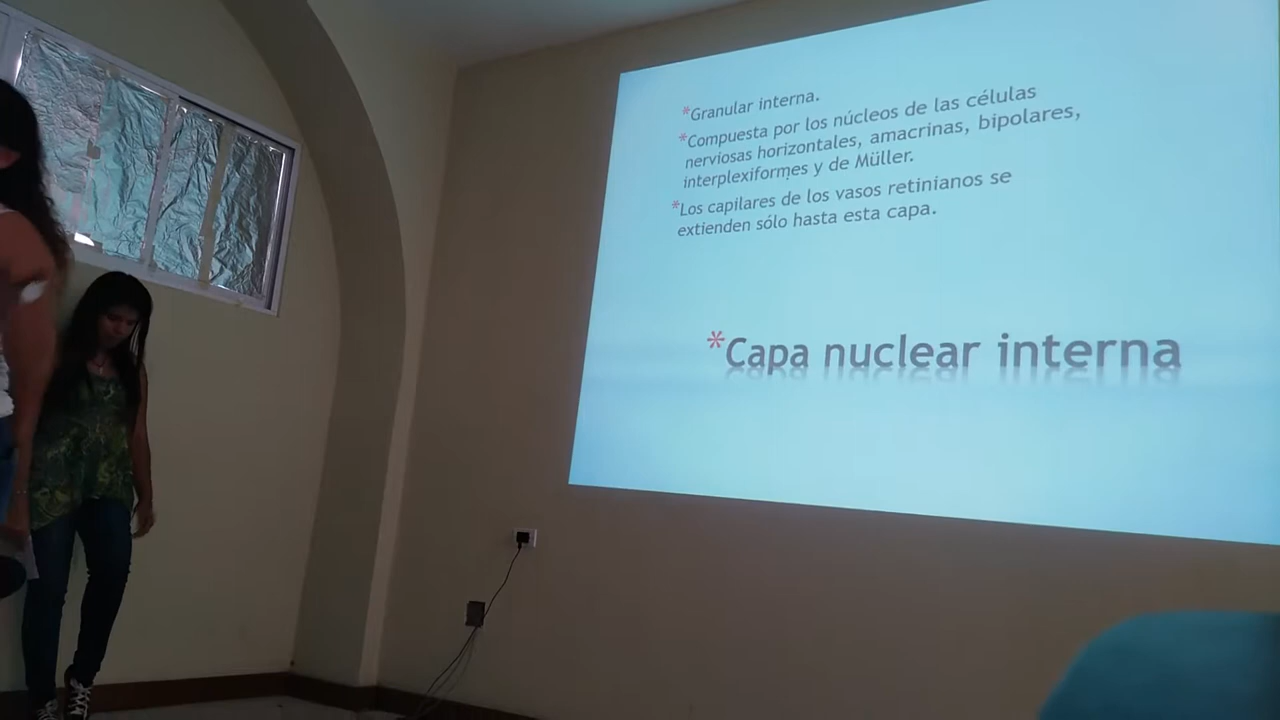 *Granular interna.
*Compuesta por los núcleos de las células
nerviosas horizontales, amacrinas, bipolares,
interplexiformes y de Müller.
*Los capilares de los vasos retinianos se
extienden sólo hasta esta capa.
*Capa nuclear interna